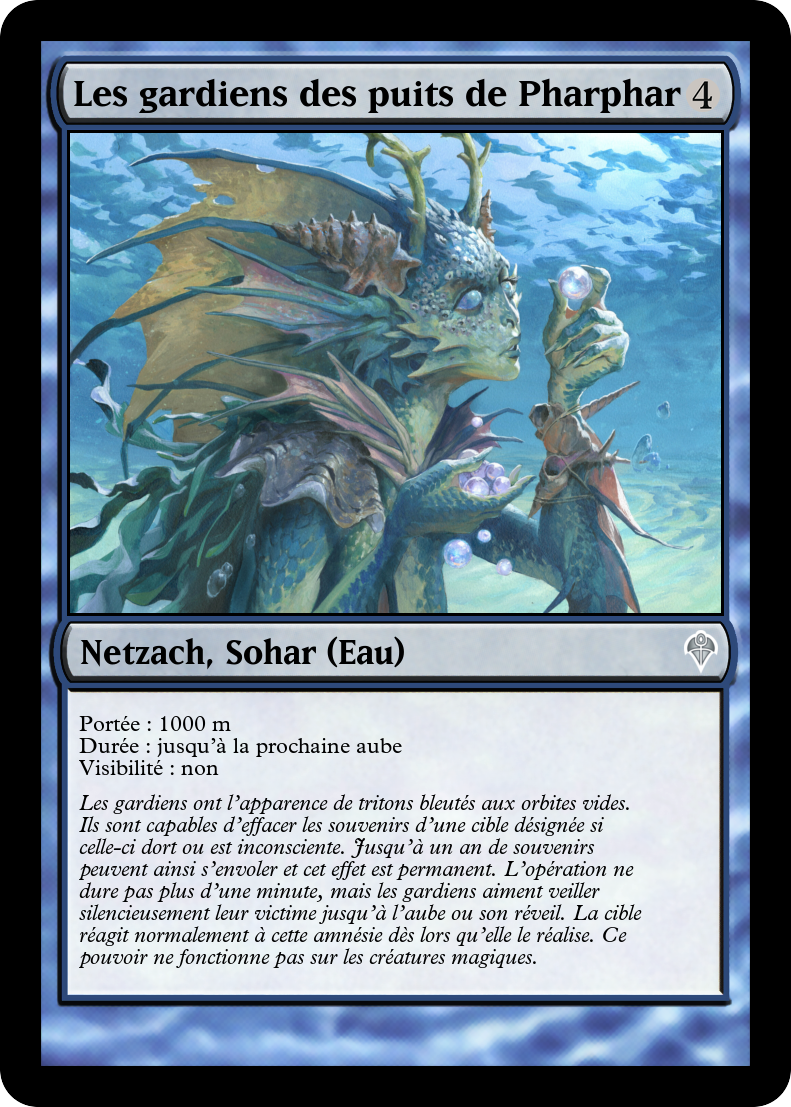 Les gardiens des puits de Pharphar 4
Netzach, Sohar (Eau)
Portée : 1000 m
Durée : jusqu'à la prochaine aube
Visibilité : non
Les gardiens ont l'apparence de tritons bleutés aux orbites vides.
Ils sont capables d'effacer les souvenirs d'une cible désignée si
celle-ci dort ou est inconsciente. Jusqu'à un an de souvenirs
peuvent ainsi s'envoler et cet effet est permanent. L'opération ne
dure pas plus d'une minute, mais les gardiens aiment veiller
silencieusement leur victime jusqu'à l'aube ou son réveil. La cible
réagit normalement à cette amnésie dès lors qu'elle le réalise. Ce
pouvoir ne fonctionne pas sur les créatures magiques.